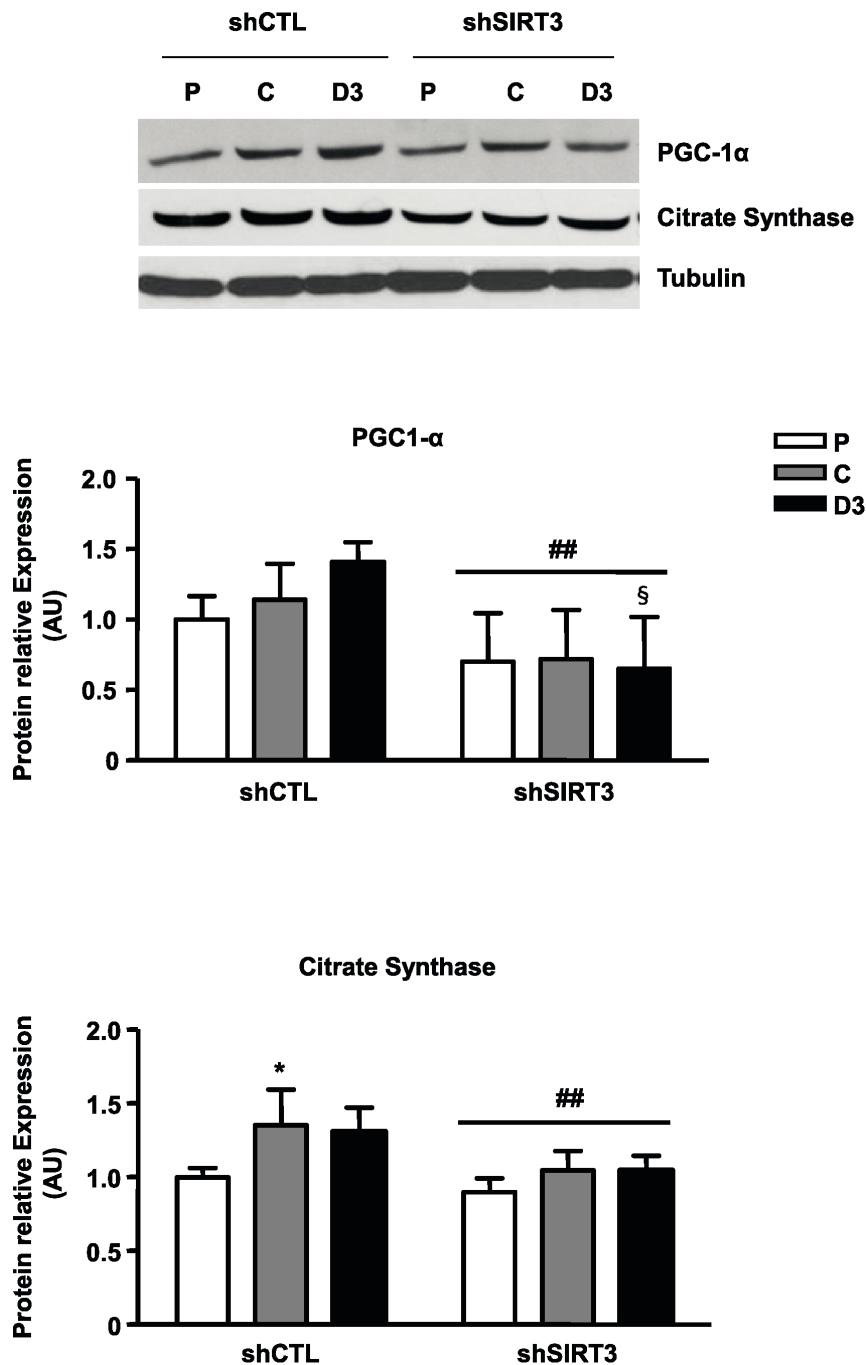 shCTL shSIRT3
P C D3 P C D3
PGC-1α
Citrate Synthase
Tubulin
PGC1-α
P
C
D3
Protein relative Expression
(AU)
2.0
1.5
1.0
0.5
0
##
§
shCTL shSIRT3
Citrate Synthase
Protein relative Expression
(AU)
2.0
1.5
1.0
0.5
0
*
##
shCTL shSIRT3